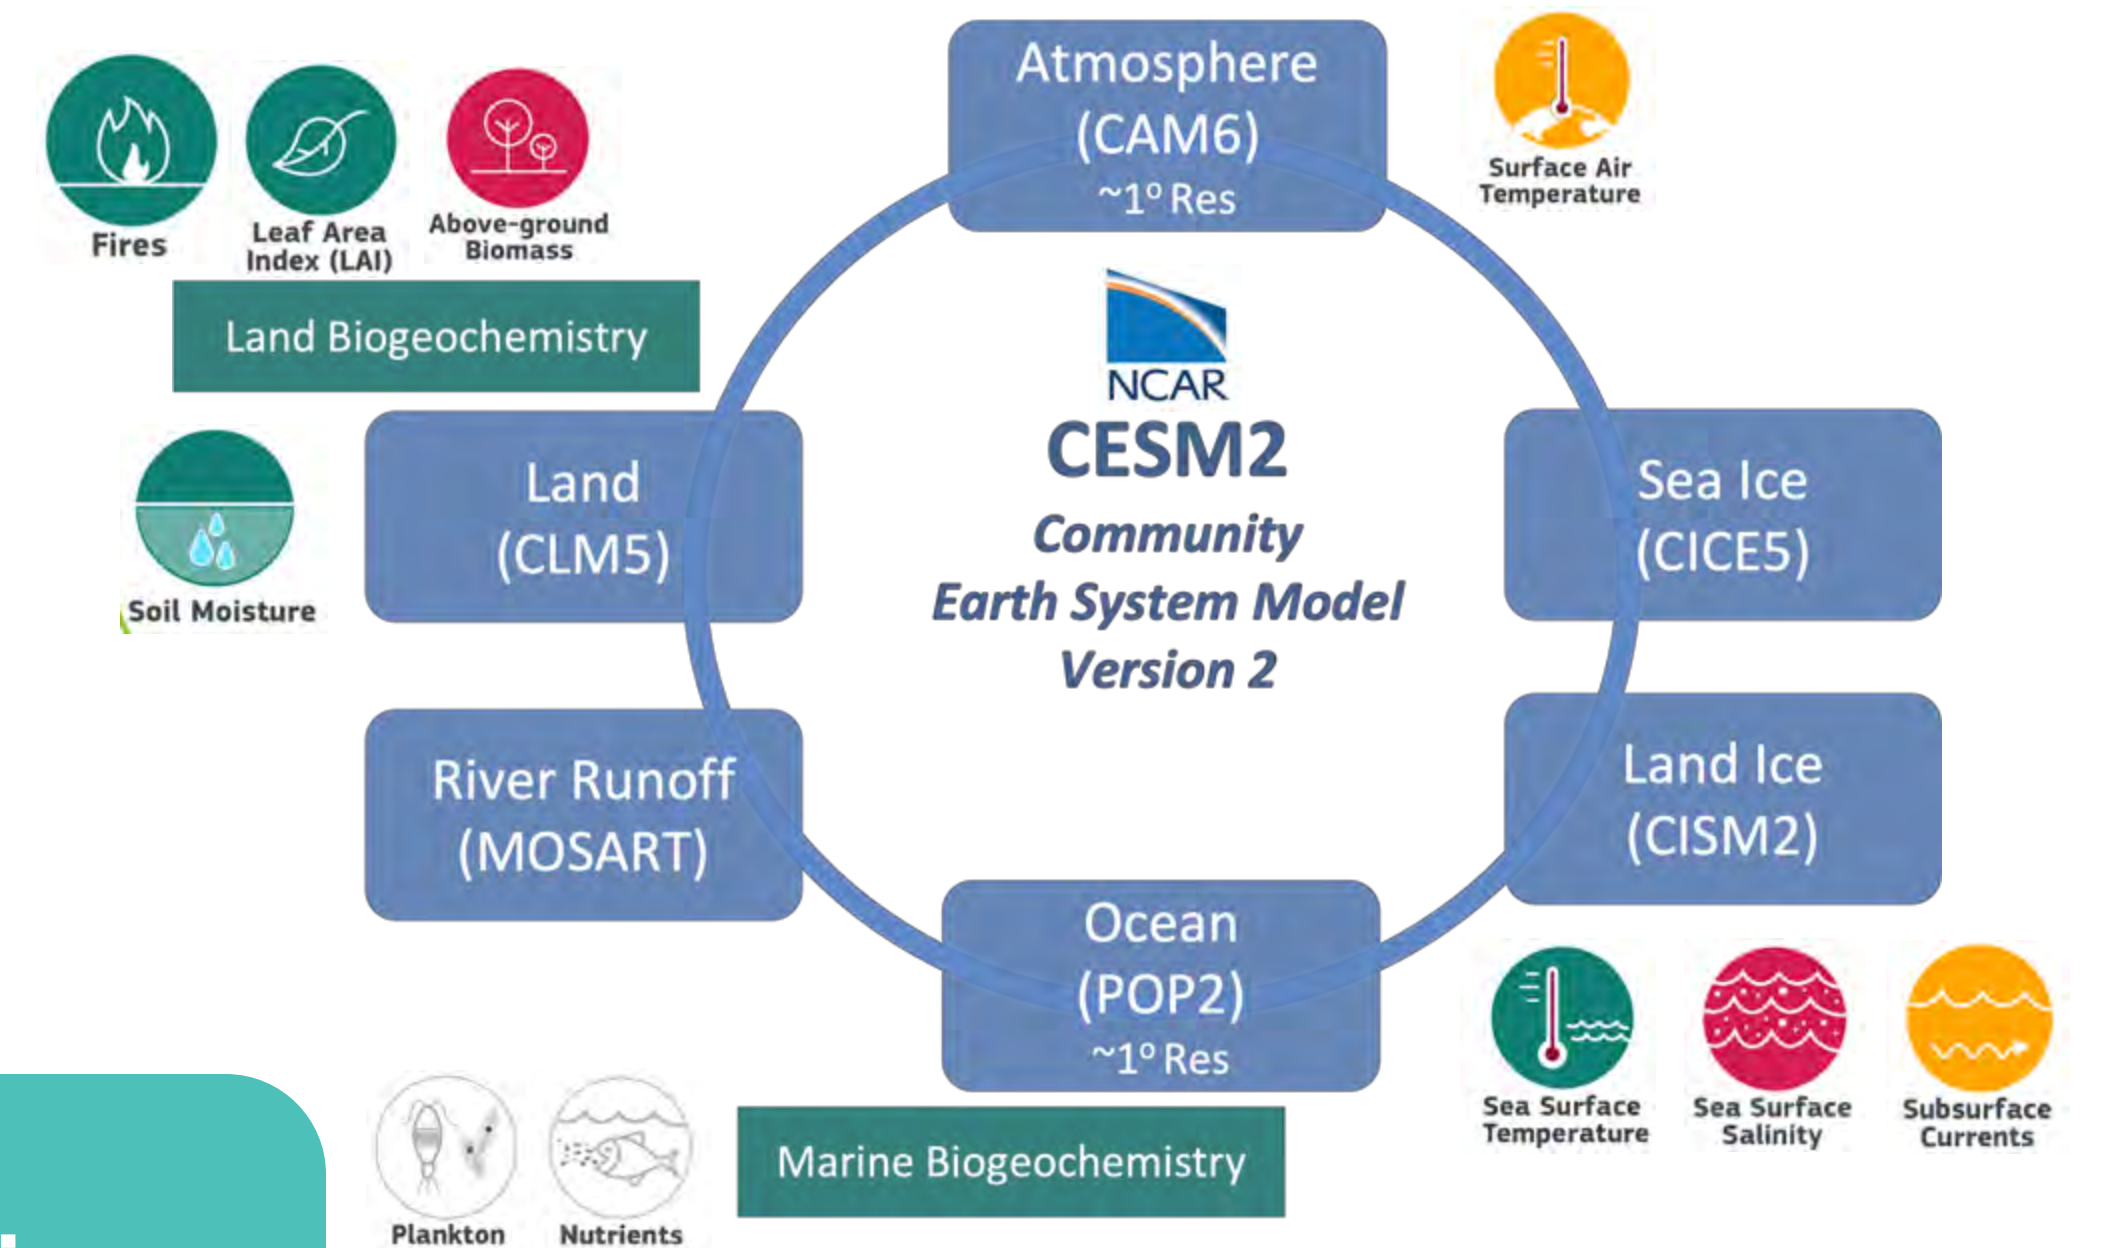 Atmosphere
(CAM6)
~1º Res
Surface Air
Temperature
Fires
Leaf Area
Index (LAI)
Above-ground
Biomass
Land Biogeochemistry
NCAR
CESM2
Community
Earth System Model
Version 2
Land
(CLM5)
Soil Moisture
Sea Ice
(CICE5)
River Runoff
(MOSART)
Land Ice
(CISM2)
Ocean
(POP2)
~1º Res
Sea Surface
Temperature
Sea Surface
Salinity
Subsurface
Currents
Marine Biogeochemistry
Plankton
Nutrients